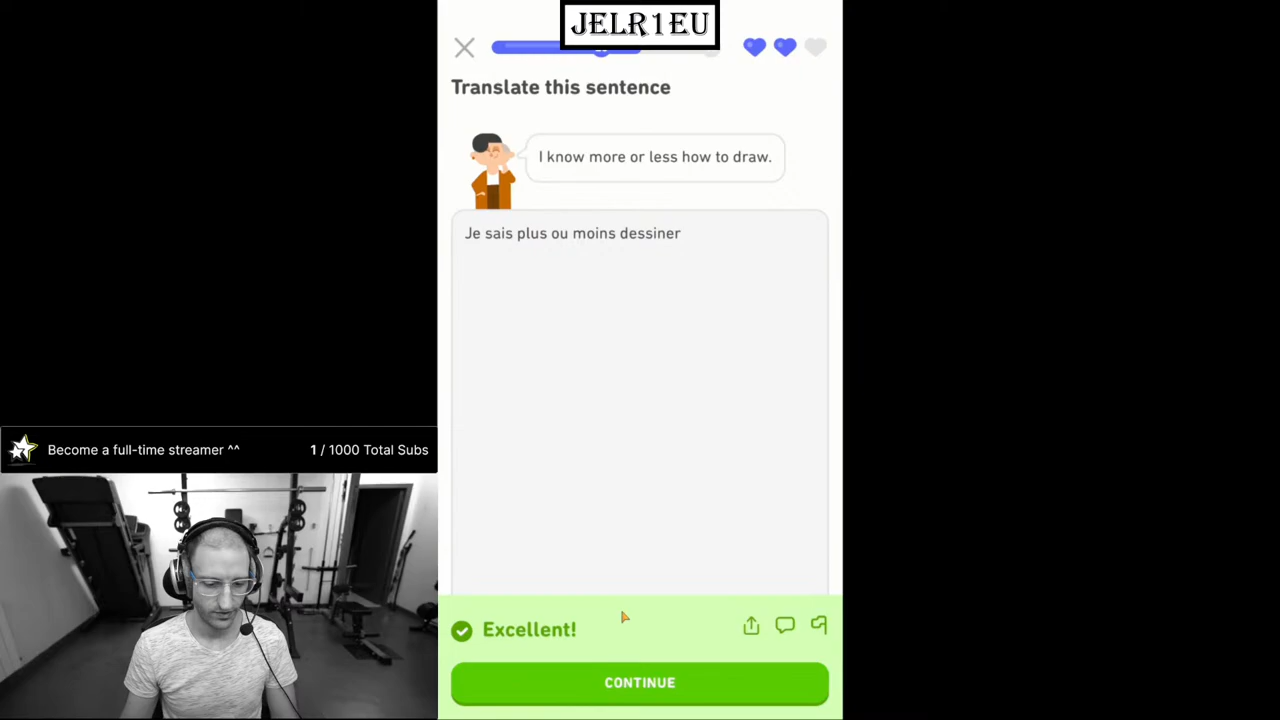 JELR1EU
Translate this sentence
I know more or less how to draw.
Je sais plus ou moins dessiner
Become a full-time streamer ^^ 1 / 1000 Total Subs
Excellent!
CONTINUE